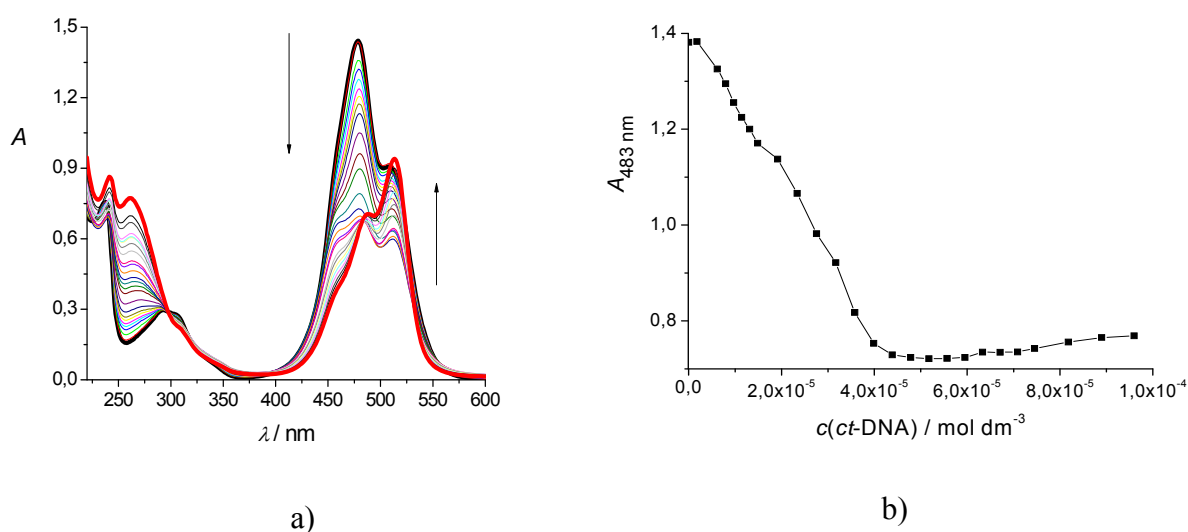 1,5
1,2
A
0,9
0,6
0,3
0,0
250 300 350 400 450 500 550 600
λ / nm
a)
1,4
1,2
A483 nm
1,0
0,8
0,0 2,0x10-5 4,0x10-5 6,0x10-5 8,0x10-5 1,0x10-4
c(ct-DNA) / mol dm-3
b)